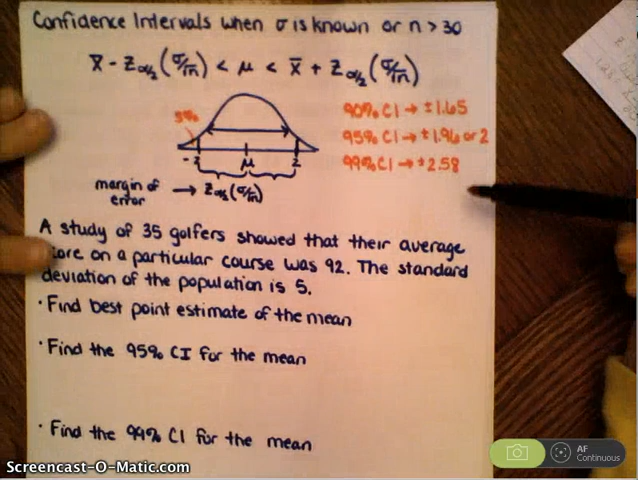 Confidence Intervals when σ is known or n > 30
x̄ - Zα/2 (σ/√n) < μ < x̄ + Zα/2 (σ/√n)
5%
90% CI → ±1.65
95% CI → ±1.96 or 2
99% CI → ±2.58
-z μ z
margin of error → Zα/2 (σ/√n)
A study of 35 golfers showed that their average
core on a particular course was 92. The standard
deviation of the population is 5.
· Find best point estimate of the mean
· Find the 95% CI for the mean
· Find the 99% CI for the mean
AF
Continuous
Screencast-O-Matic.com